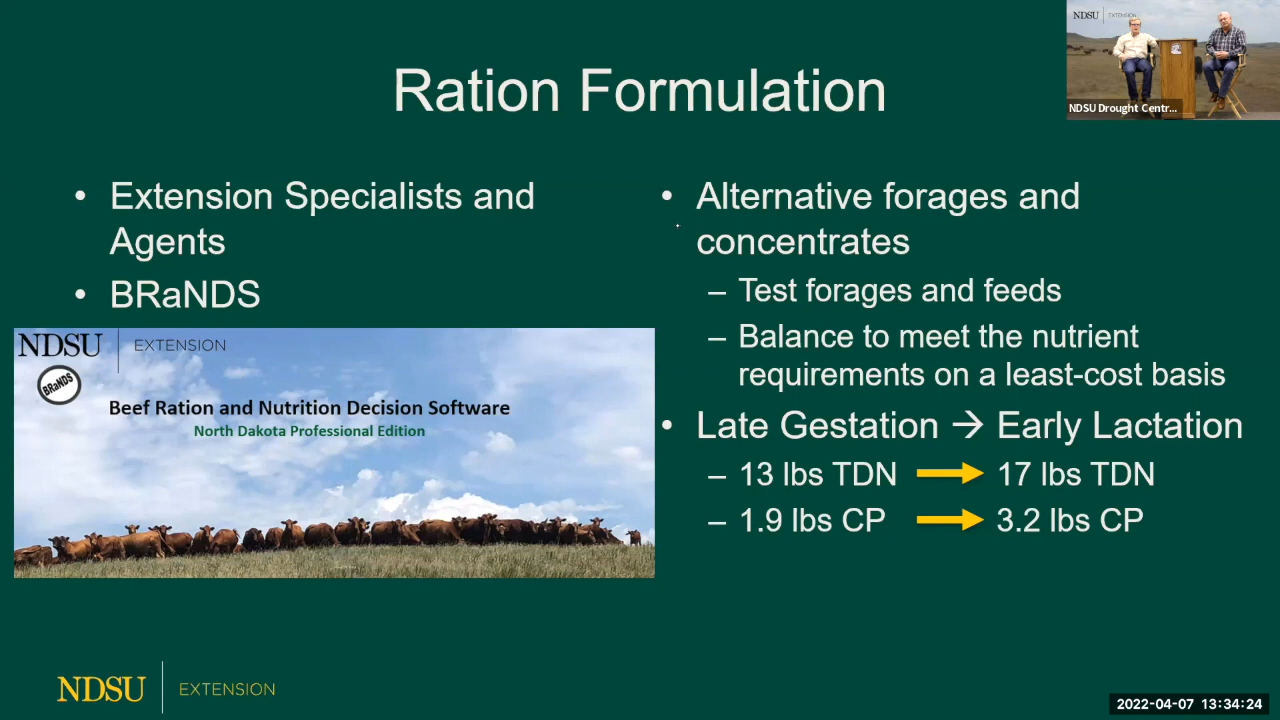 NDSU EXTENSION
NDSU Drought Centr...
Ration Formulation
• Extension Specialists and
Agents
• BRaNDS
NDSU EXTENSION
BRaNDS
Beef Ration and Nutrition Decision Software
North Dakota Professional Edition
• Alternative forages and
concentrates
– Test forages and feeds
– Balance to meet the nutrient
requirements on a least-cost basis
• Late Gestation → Early Lactation
– 13 lbs TDN → 17 lbs TDN
– 1.9 lbs CP → 3.2 lbs CP
NDSU EXTENSION
2022-04-07 13:34:24